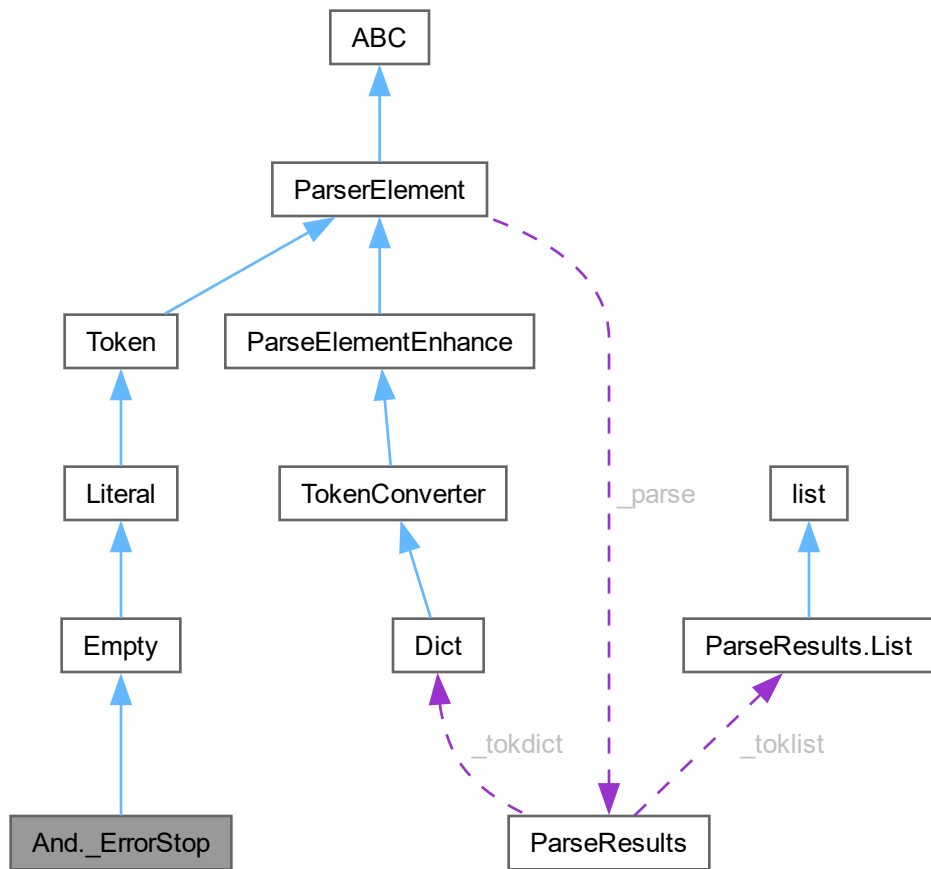 ABC
ParserElement
Token
ParseElementEnhance
Literal
TokenConverter
_parse
list
Empty
Dict
ParseResults.List
_tokdict
_toklist
And._ErrorStop
ParseResults